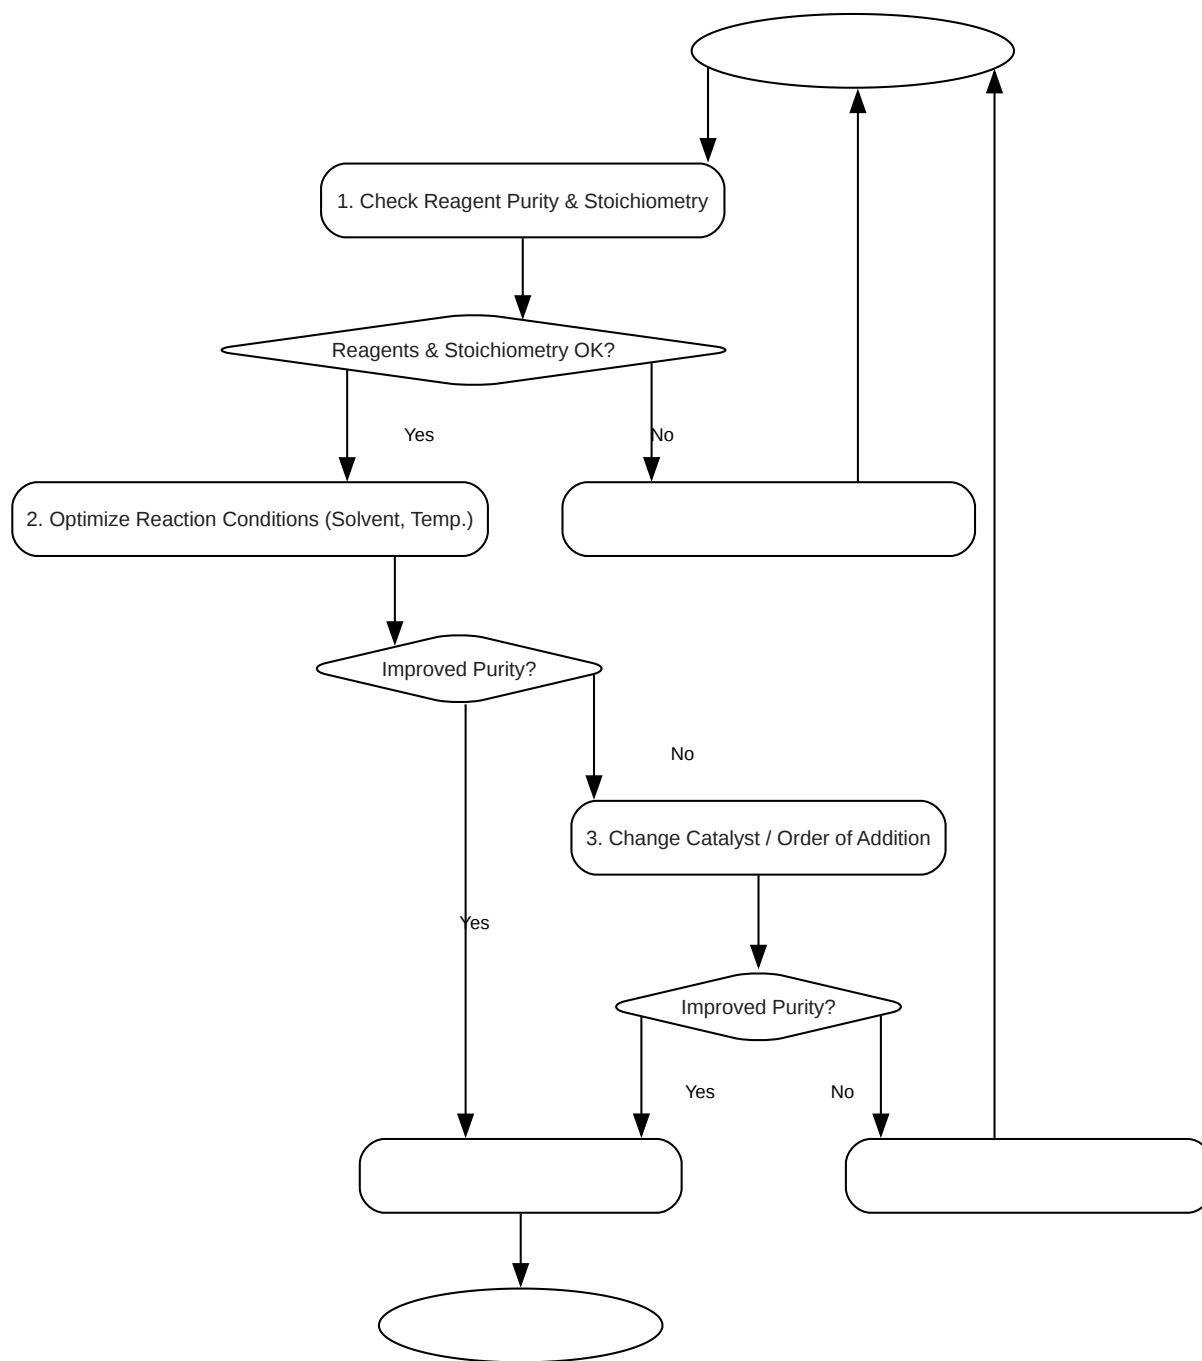 1. Check Reagent Purity & Stoichiometry
Reagents & Stoichiometry OK?
Yes
No
2. Optimize Reaction Conditions (Solvent, Temp.)
Improved Purity?
No
3. Change Catalyst / Order of Addition
Yes
Improved Purity?
Yes
No